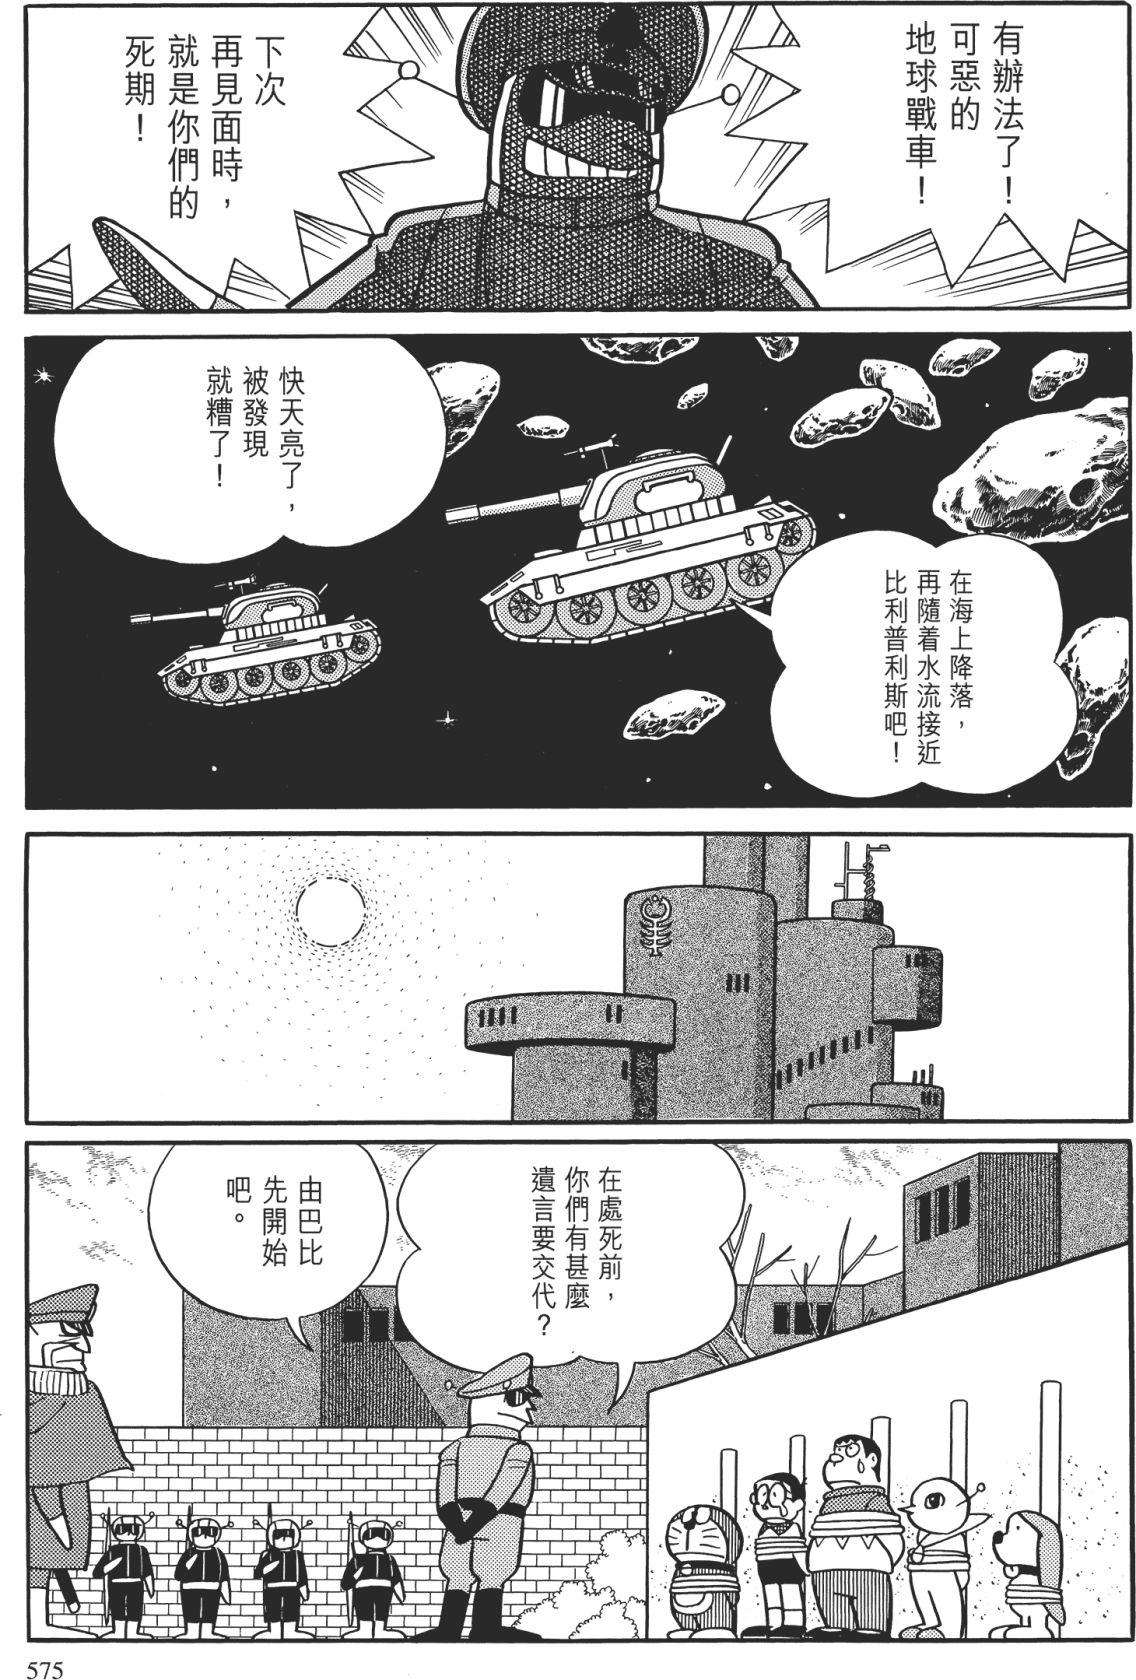 有辦法了！
可惡的
地球戰車！
下次
再見面時，
就是你們的
死期！
快天亮了，
被發現
就糟了！
在海上降落，
再隨着水流接近
比利普利斯吧！
在處死前，
你們有甚麼
遺言要交代？
由巴比
先開始
吧。
575